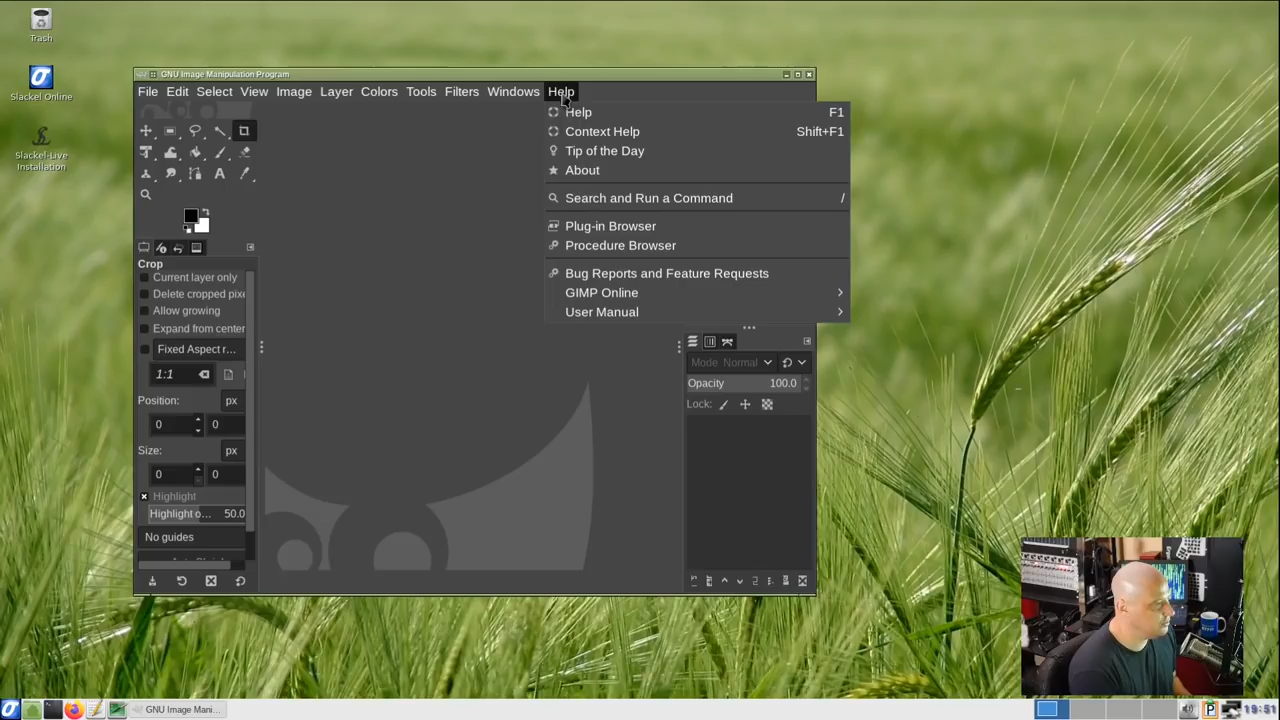 Trash
Slackel Online
Slackel-Live
Installation
GNU Image Manipulation Program
File Edit Select View Image Layer Colors Tools Filters Windows Help
Help F1
Context Help Shift+F1
Tip of the Day
About
Search and Run a Command /
Plug-in Browser
Procedure Browser
Bug Reports and Feature Requests
GIMP Online
User Manual
Crop
Current layer only
Delete cropped pixe
Allow growing
Expand from center
Fixed Aspect r…
1:1
Position: px
0 0
Size: px
0 0
Highlight
Highlight o… 50.0
No guides
Mode Normal
Opacity 100.0
Lock:
GNU Image Mani…
19:51